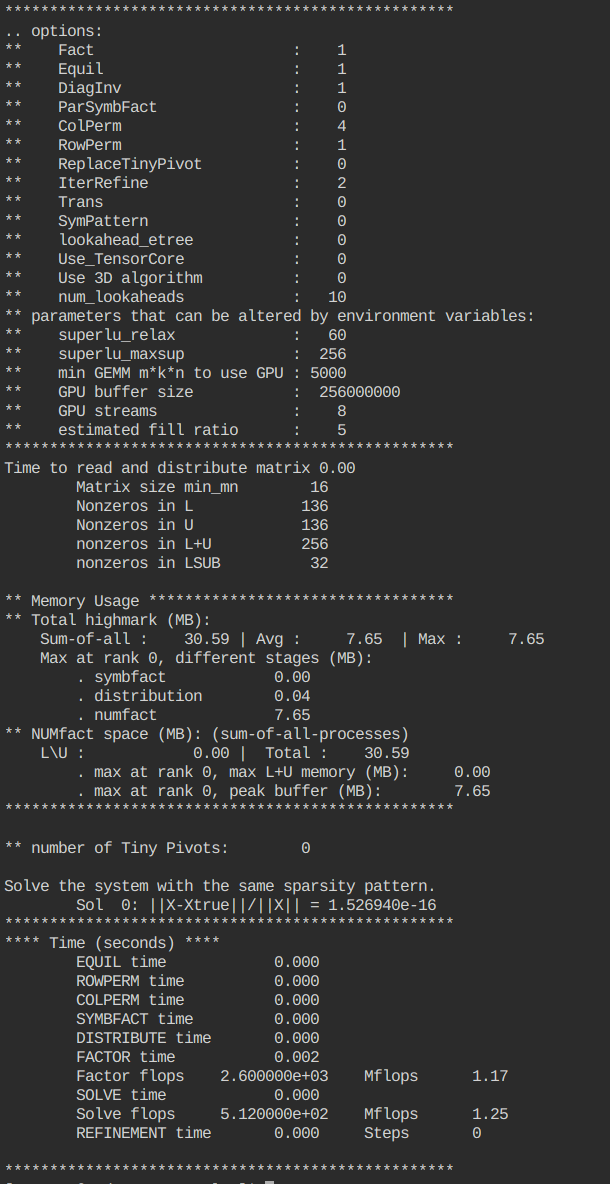 **************************************************
.. options:
**    Fact                   :    1
**    Equil                  :    1
**    DiagInv                :    1
**    ParSymbFact            :    0
**    ColPerm                :    4
**    RowPerm                :    1
**    ReplaceTinyPivot       :    0
**    IterRefine             :    2
**    Trans                  :    0
**    SymPattern             :    0
**    lookahead_etree        :    0
**    Use_TensorCore         :    0
**    Use 3D algorithm       :    0
**    num_lookaheads         :   10
** parameters that can be altered by environment variables:
**    superlu_relax          :   60
**    superlu_maxsup         :  256
**    min GEMM m*k*n to use GPU : 5000
**    GPU buffer size        :  256000000
**    GPU streams            :    8
**    estimated fill ratio   :    5
**************************************************
Time to read and distribute matrix 0.00
        Matrix size min_mn        16
        Nonzeros in L            136
        Nonzeros in U            136
        nonzeros in L+U          256
        nonzeros in LSUB          32

** Memory Usage **********************************
** Total highmark (MB):
    Sum-of-all :    30.59 | Avg :     7.65  | Max :     7.65
    Max at rank 0, different stages (MB):
        . symbfact            0.00
        . distribution        0.04
        . numfact             7.65
** NUMfact space (MB): (sum-of-all-processes)
    L\U :            0.00 |  Total :    30.59
        . max at rank 0, max L+U memory (MB):     0.00
        . max at rank 0, peak buffer (MB):        7.65
**************************************************

** number of Tiny Pivots:        0

Solve the system with the same sparsity pattern.
        Sol  0: ||X-Xtrue||/||X|| = 1.526940e-16
**************************************************
**** Time (seconds) ****
        EQUIL time            0.000
        ROWPERM time          0.000
        COLPERM time          0.000
        SYMBFACT time         0.000
        DISTRIBUTE time       0.000
        FACTOR time           0.002
        Factor flops    2.600000e+03    Mflops      1.17
        SOLVE time            0.000
        Solve flops     5.120000e+02    Mflops      1.25
        REFINEMENT time       0.000     Steps       0

**************************************************